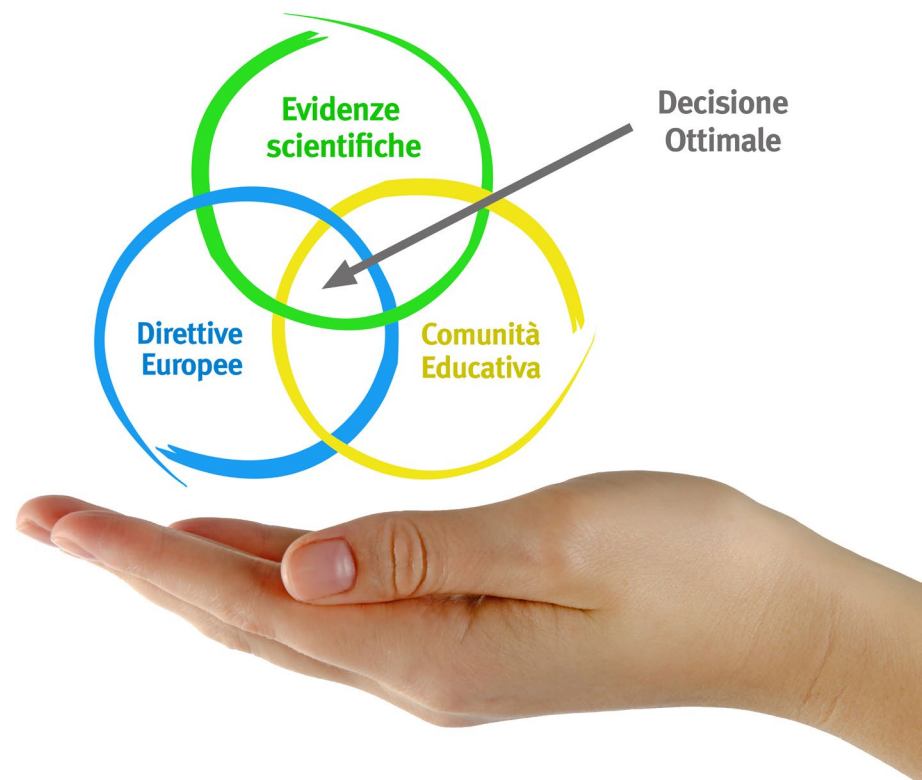 Evidenze
scientifiche
Decisione
Ottimale
Direttive
Europee
Comunità
Educativa